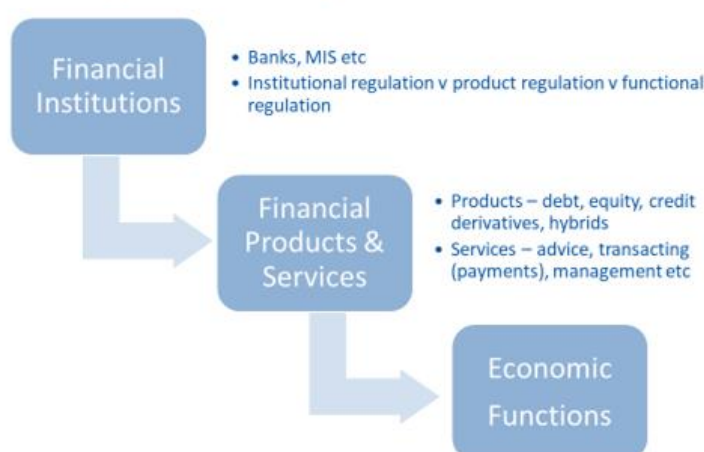 Financial
Institutions
• Banks, MIS etc
• Institutional regulation v product regulation v functional
regulation
Financial
Products &
Services
• Products – debt, equity, credit
derivatives, hybrids
• Services – advice, transacting
(payments), management etc
Economic
Functions